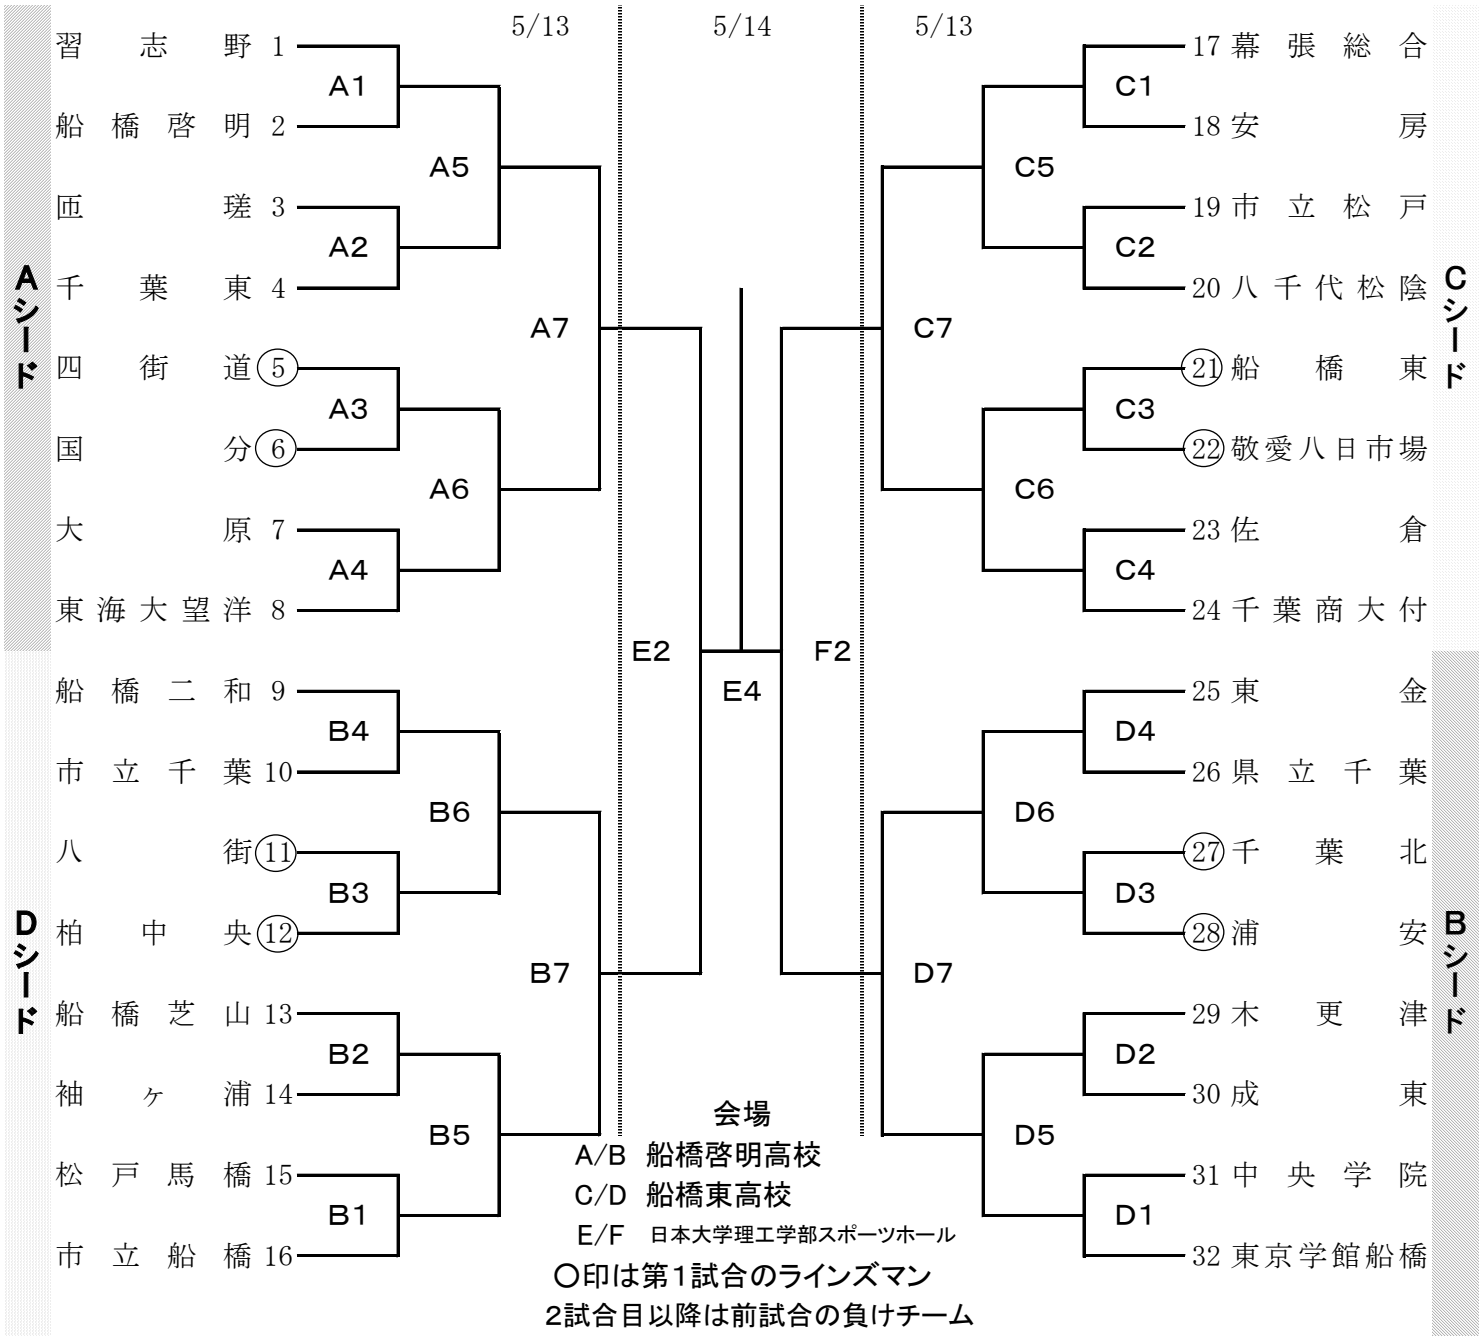 5/13 5/14 5/13
Aシード
Dシード
習志野 1
A1
船橋啓明 2
A5
匝瑳 3
A2
千葉東 4
A7
四街道 ⑤
A3
国分 ⑥
A6
大原 7
A4
東海大望洋 8
E2
船橋二和 9
B4
市立千葉 10
B6
八街 ⑪
B3
柏中央 ⑫
B7
船橋芝山 13
B2
袖ヶ浦 14
B5
松戸馬橋 15
B1
市立船橋 16
E4
F2
17 幕張総合
C1
18 安房
C5
19 市立松戸
C2
20 八千代松陰
C7
㉑ 船橋東
C3
㉒ 敬愛八日市場
C6
23 佐倉
C4
24 千葉商大付
25 東金
D4
26 県立千葉
D6
㉗ 千葉北
D3
㉘ 浦安
D7
29 木更津
D2
30 成東
D5
31 中央学院
D1
32 東京学館船橋
Cシード
Bシード
会場
A/B 船橋啓明高校
C/D 船橋東高校
E/F 日本大学理工学部スポーツホール
○印は第1試合のラインズマン
2試合目以降は前試合の負けチーム